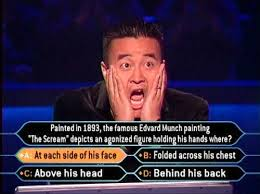 Painted in 1893, the famous Edvard Munch painting
"The Scream" depicts an agonized figure holding his hands where?
A: At each side of his face
B: Folded across his chest
C: Above his head
D: Behind his back